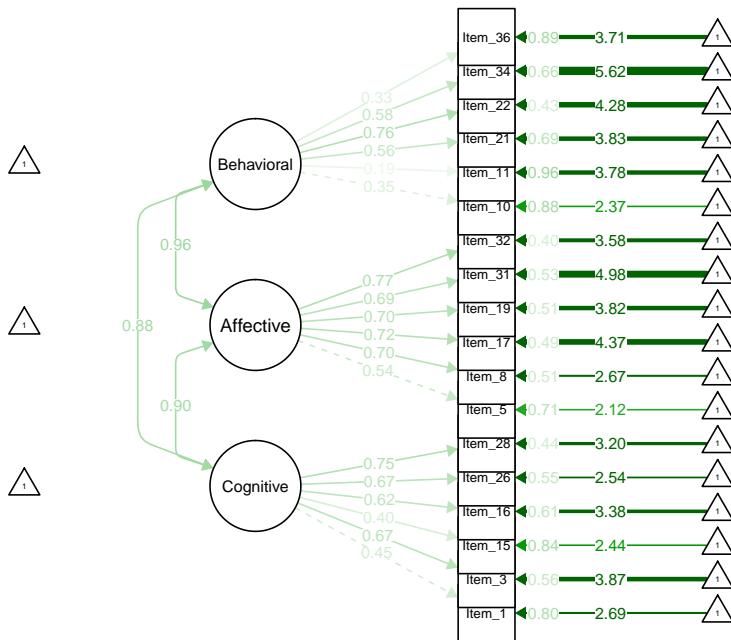 Item_36 0.89 3.71 1
0.33
Item_34 0.66 5.62 1
0.58
Item_22 0.43 4.28 1
0.76
Item_21 0.69 3.83 1
0.56
1 Behavioral
0.19
Item_11 0.96 3.78 1
0.35
Item_10 0.88 2.37 1
0.96
Item_32 0.40 3.58 1
0.77
Item_31 0.53 4.98 1
0.69
Item_19 0.51 3.82 1
0.70
0.88
1 Affective
0.72
Item_17 0.49 4.37 1
0.70
Item_8 0.51 2.67 1
0.54
0.90
Item_5 0.71 2.12 1
Item_28 0.44 3.20 1
0.75
0.67
Item_26 0.55 2.54 1
1 Cognitive
0.62
Item_16 0.61 3.38 1
0.40
0.67
Item_15 0.84 2.44 1
0.45
Item_3 0.56 3.87 1
Item_1 0.80 2.69 1